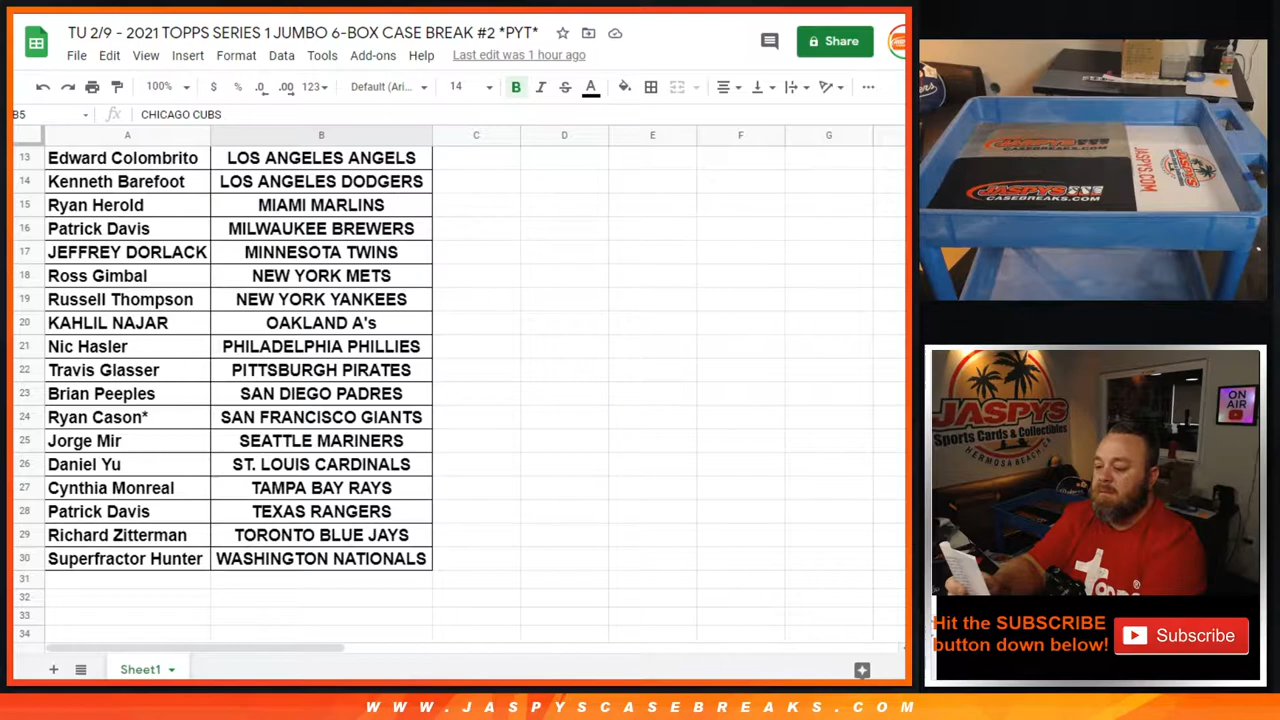 TU 2/9 - 2021 TOPPS SERIES 1 JUMBO 6-BOX CASE BREAK #2 *PYT*
File Edit View Insert Format Data Tools Add-ons Help Last edit was 1 hour ago
Share
100% $ % .0 .00 123 Default (Ari... 14 B I S A
B5 fx CHICAGO CUBS
A B C D E F G
13 Edward Colombrito LOS ANGELES ANGELS
14 Kenneth Barefoot LOS ANGELES DODGERS
15 Ryan Herold MIAMI MARLINS
16 Patrick Davis MILWAUKEE BREWERS
17 JEFFREY DORLACK MINNESOTA TWINS
18 Ross Gimbal NEW YORK METS
19 Russell Thompson NEW YORK YANKEES
20 KAHLIL NAJAR OAKLAND A's
21 Nic Hasler PHILADELPHIA PHILLIES
22 Travis Glasser PITTSBURGH PIRATES
23 Brian Peeples SAN DIEGO PADRES
24 Ryan Cason* SAN FRANCISCO GIANTS
25 Jorge Mir SEATTLE MARINERS
26 Daniel Yu ST. LOUIS CARDINALS
27 Cynthia Monreal TAMPA BAY RAYS
28 Patrick Davis TEXAS RANGERS
29 Richard Zitterman TORONTO BLUE JAYS
30 Superfractor Hunter WASHINGTON NATIONALS
31
32
33
34
Sheet1
JASPYS
CASEBREAKS.COM
JASPYS
CASEBREAKS.COM
JASPYS.COM
JASPYS
JASPYS
Sports Cards & Collectibles
HERMOSA BEACH, CA
ON AIR
Hit the SUBSCRIBE
button down below!
Subscribe
WWW.JASPYSCASEBREAKS.COM